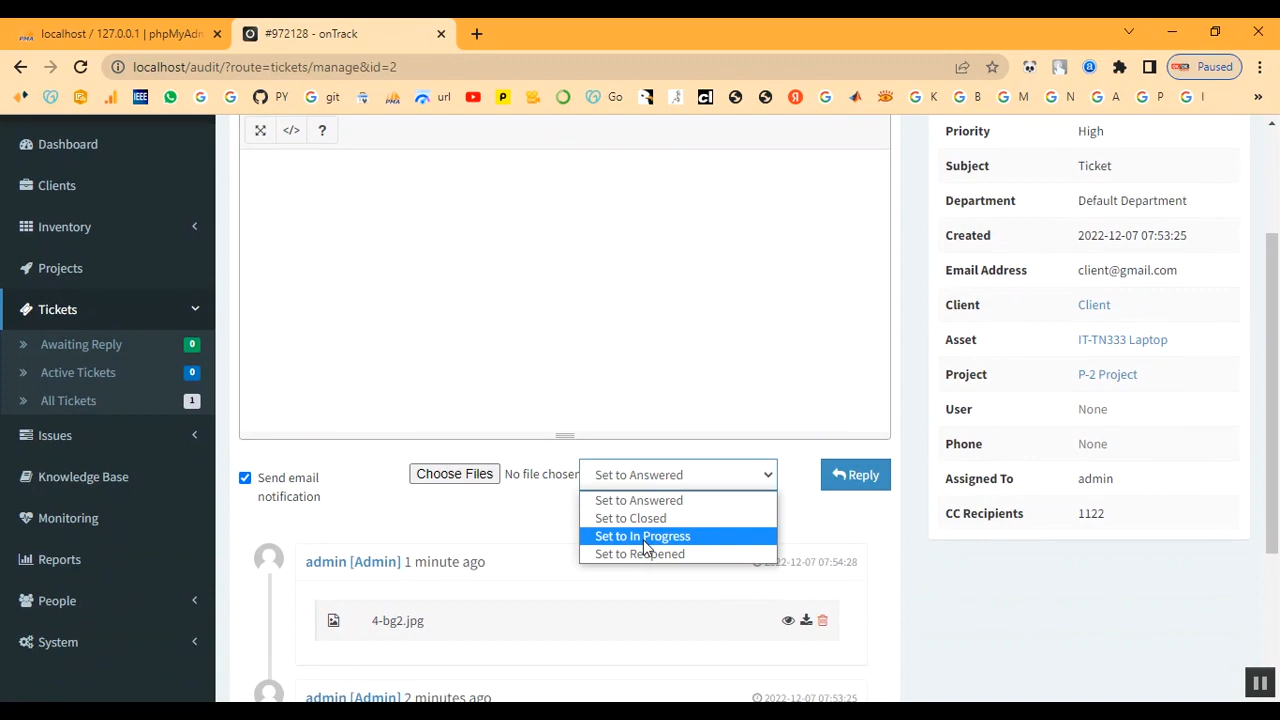 localhost / 127.0.0.1 | phpMyAdn
#972128 - onTrack
localhost/audit/?route=tickets/manage&id=2
Paused
IEEE
PY
git
url
Go
K
B
M
N
A
P
I
»
Dashboard
Clients
Inventory
Projects
Tickets
Awaiting Reply 0
Active Tickets 0
All Tickets 1
Issues
Knowledge Base
Monitoring
Reports
People
System
</> ?
Send email
notification
Choose Files No file chosen
Set to Answered
Reply
Set to Answered
Set to Closed
Set to In Progress
Set to Reopened
admin [Admin] 1 minute ago
2022-12-07 07:54:28
4-bg2.jpg
admin [Admin] 2 minutes ago
2022-12-07 07:53:25
Priority High
Subject Ticket
Department Default Department
Created 2022-12-07 07:53:25
Email Address client@gmail.com
Client Client
Asset IT-TN333 Laptop
Project P-2 Project
User None
Phone None
Assigned To admin
CC Recipients 1122